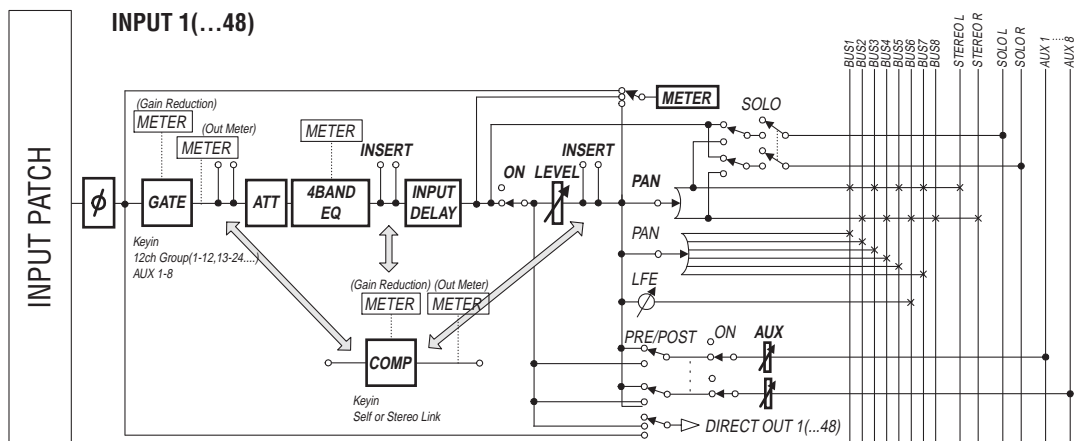 INPUT 1(...48)
INPUT PATCH
BUS1
BUS2
BUS3
BUS4
BUS5
BUS6
BUS7
BUS8
STEREO L
STEREO R
SOLO L
SOLO R
AUX 1
AUX 8
(Gain Reduction)
METER
(Out Meter)
METER
METER
METER
SOLO
INSERT
ON
LEVEL
INSERT
ϕ
GATE
ATT
4BAND
EQ
INPUT
DELAY
PAN
Keyin
12ch Group(1-12,13-24....)
AUX 1-8
PAN
LFE
(Gain Reduction)
(Out Meter)
METER
METER
COMP
Keyin
Self or Stereo Link
PRE/POST
ON
AUX
DIRECT OUT 1(...48)